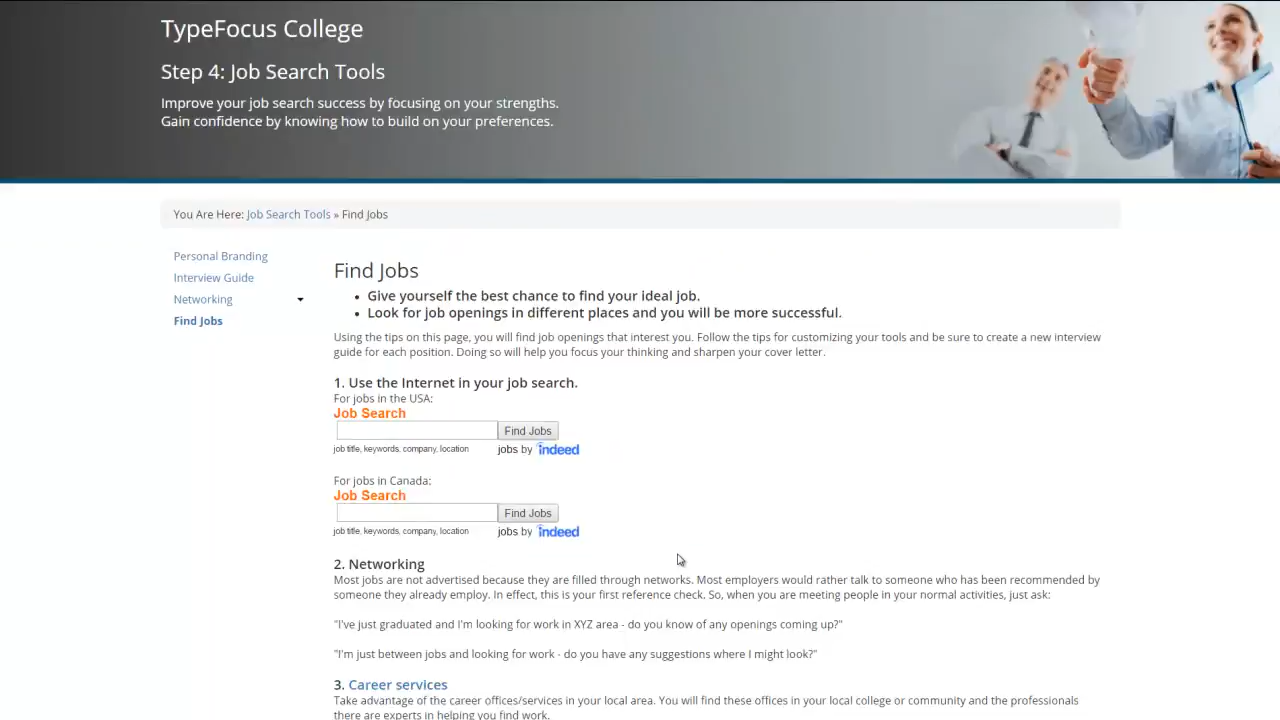 TypeFocus College
Step 4: Job Search Tools
Improve your job search success by focusing on your strengths.
Gain confidence by knowing how to build on your preferences.
You Are Here: Job Search Tools » Find Jobs
Personal Branding
Interview Guide
Networking
Find Jobs
Find Jobs
• Give yourself the best chance to find your ideal job.
• Look for job openings in different places and you will be more successful.
Using the tips on this page, you will find job openings that interest you. Follow the tips for customizing your tools and be sure to create a new interview
guide for each position. Doing so will help you focus your thinking and sharpen your cover letter.
1. Use the Internet in your job search.
For jobs in the USA:
Job Search
Find Jobs
job title, keywords, company, location jobs by indeed
For jobs in Canada:
Job Search
Find Jobs
job title, keywords, company, location jobs by indeed
2. Networking
Most jobs are not advertised because they are filled through networks. Most employers would rather talk to someone who has been recommended by
someone they already employ. In effect, this is your first reference check. So, when you are meeting people in your normal activities, just ask:
"I've just graduated and I'm looking for work in XYZ area - do you know of any openings coming up?"
"I'm just between jobs and looking for work - do you have any suggestions where I might look?"
3. Career services
Take advantage of the career offices/services in your local area. You will find these offices in your local college or community and the professionals
there are experts in helping you find work.